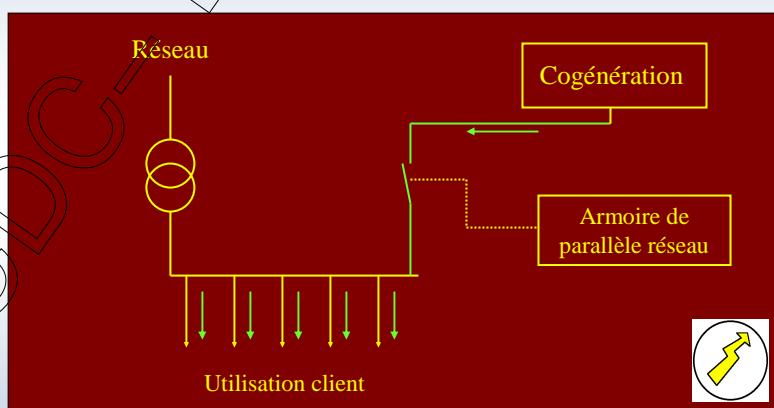 Réseau
Cogénération
Armoire de
parallèle réseau
Utilisation client